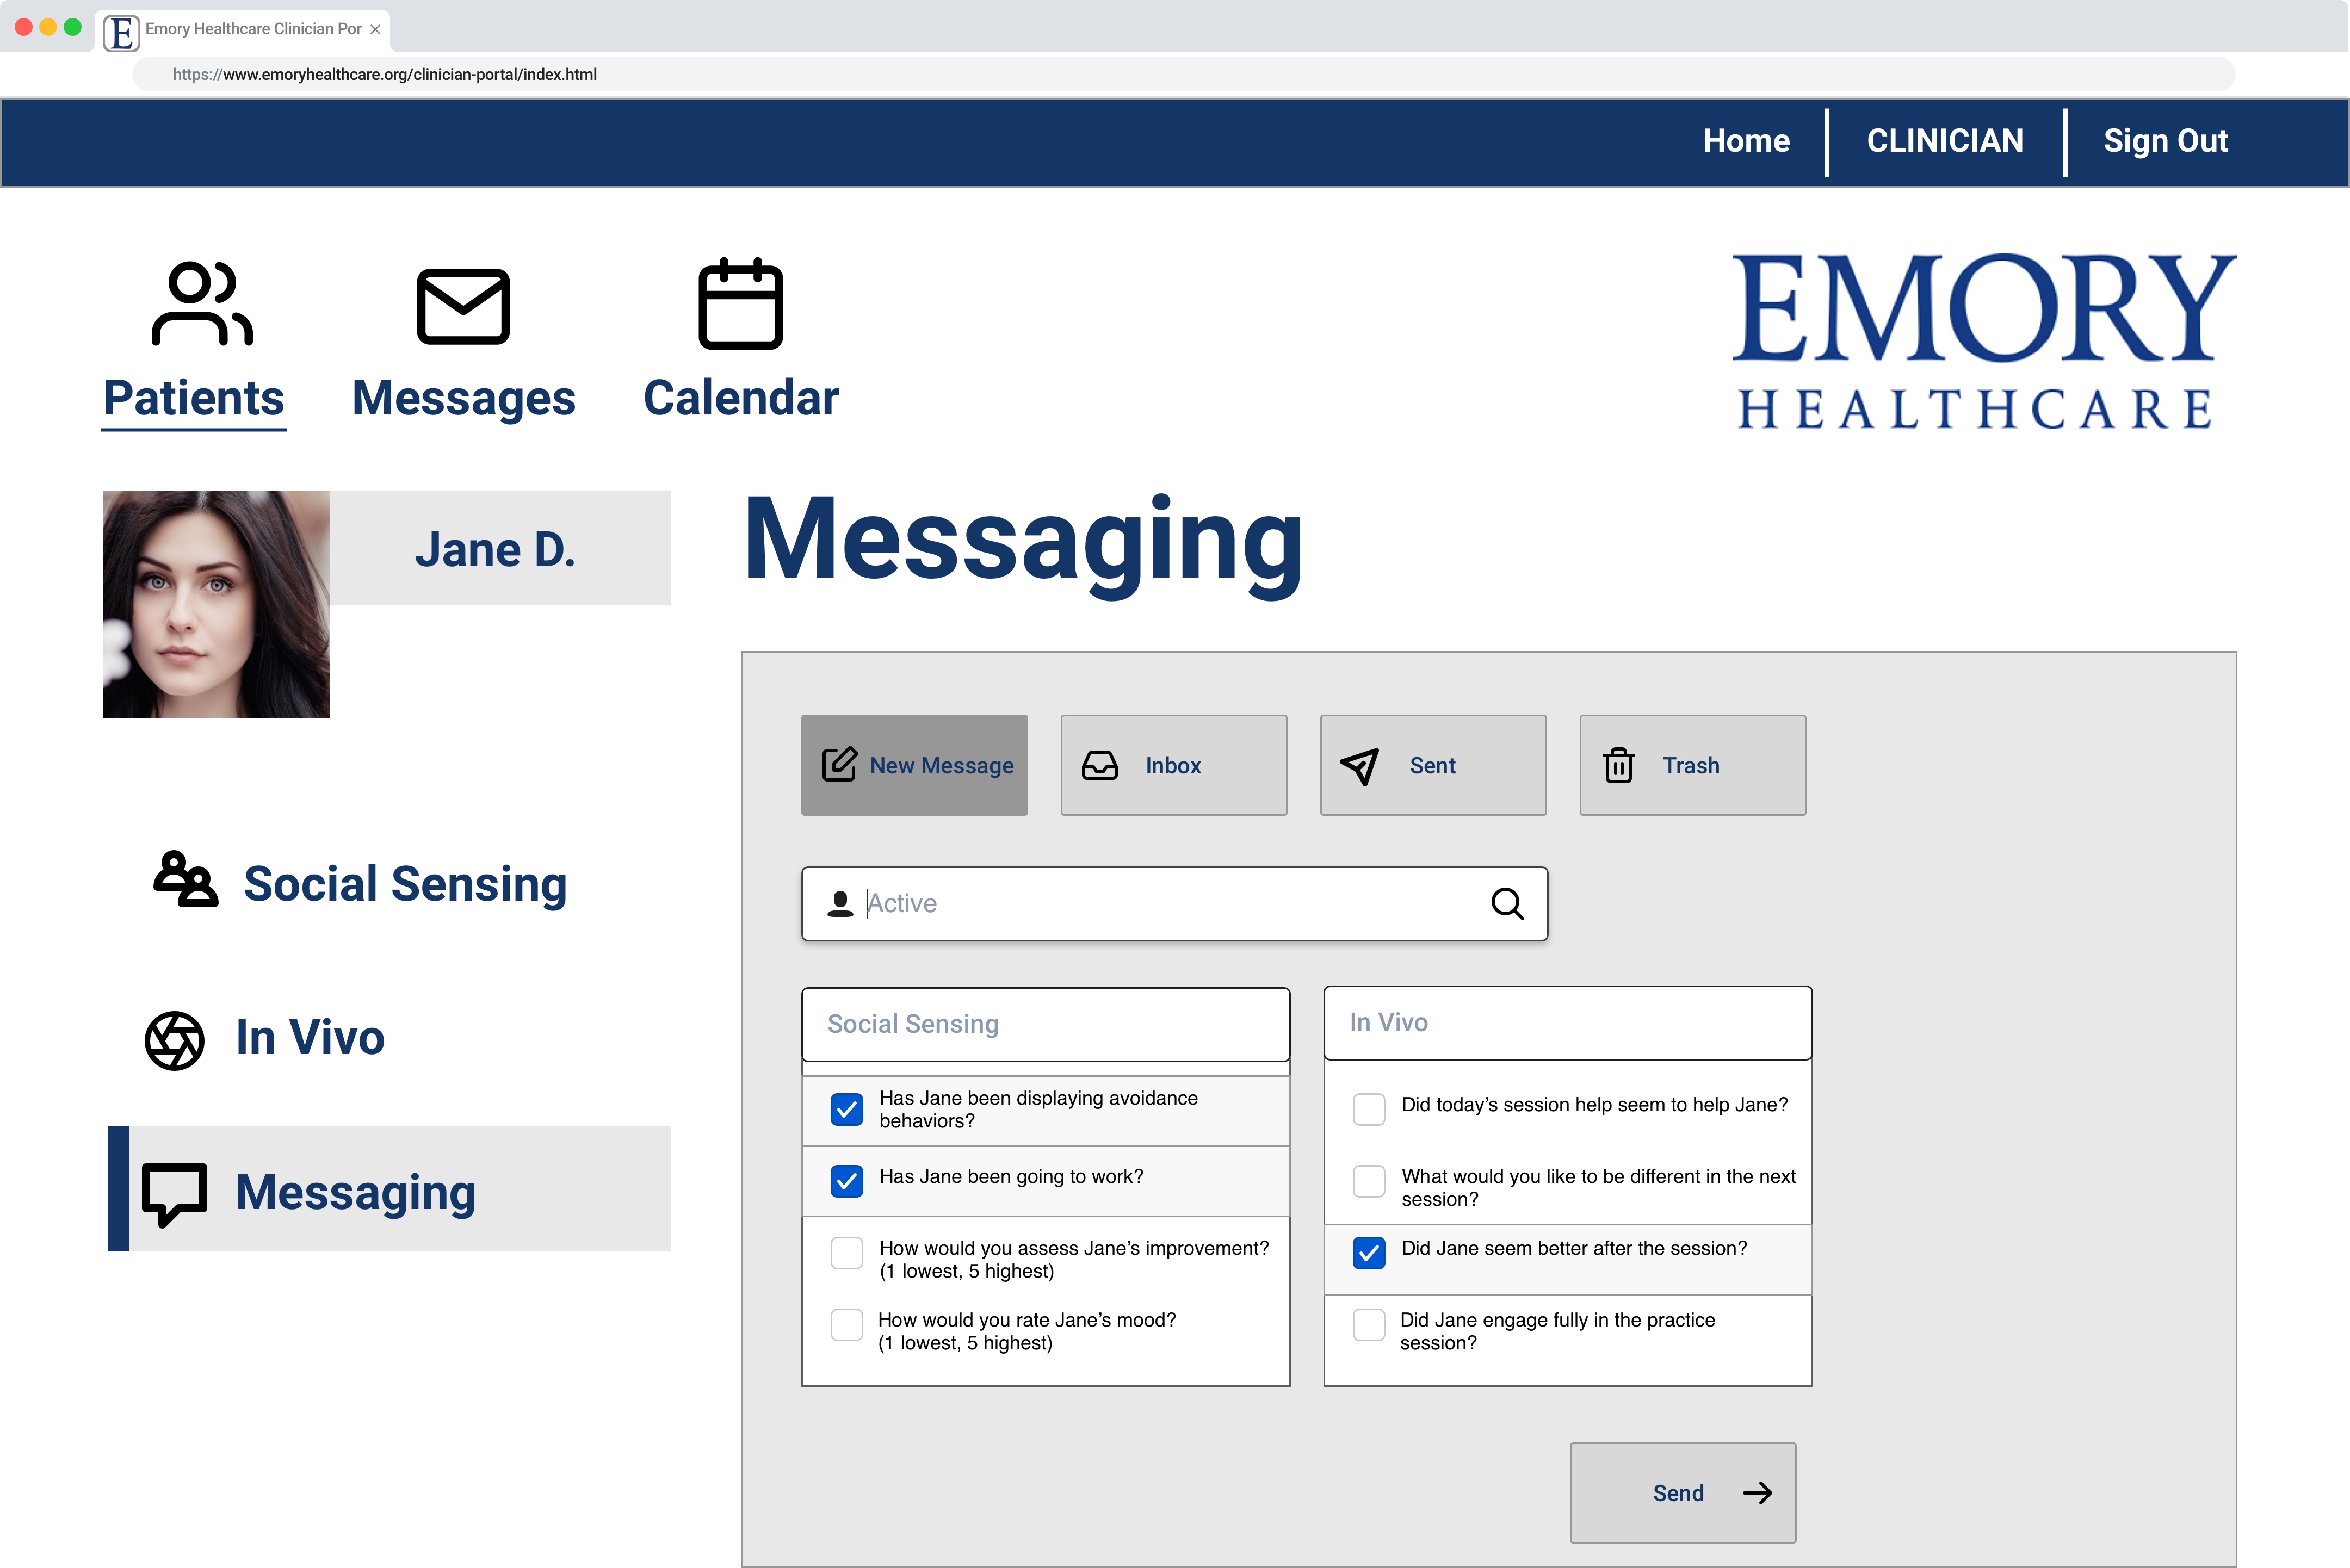 E Emory Healthcare Clinician Por
https://www.emoryhealthcare.org/clinician-portal/index.html
Home CLINICIAN Sign Out
Patients Messages Calendar
EMORY
HEALTHCARE
Jane D.
Social Sensing
In Vivo
Messaging
Messaging
New Message Inbox Sent Trash
Active
Social Sensing
Has Jane been displaying avoidance
behaviors?
Has Jane been going to work?
How would you assess Jane’s improvement?
(1 lowest, 5 highest)
How would you rate Jane’s mood?
(1 lowest, 5 highest)
In Vivo
Did today’s session help seem to help Jane?
What would you like to be different in the next
session?
Did Jane seem better after the session?
Did Jane engage fully in the practice
session?
Send